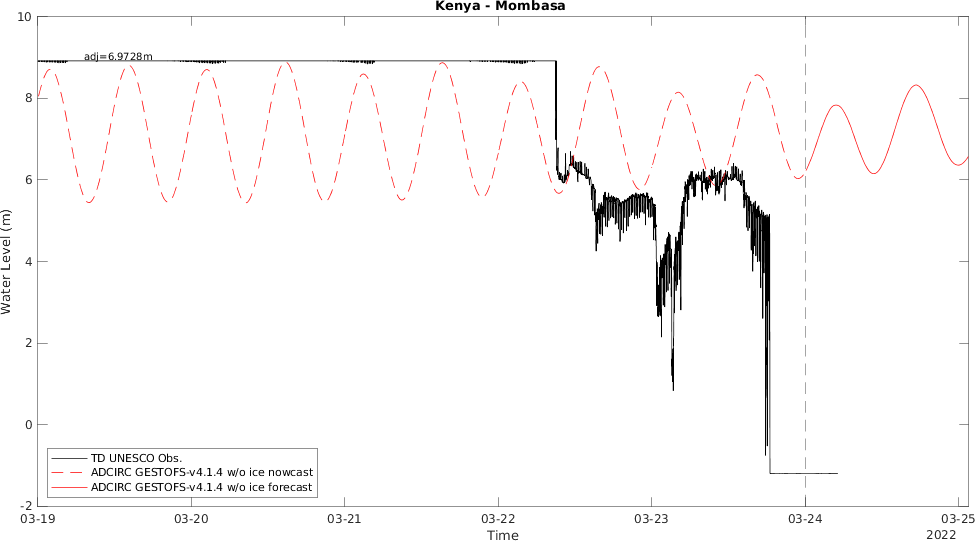 Kenya - Mombasa
adj=6.9728m
10
8
6
4
2
0
-2
Water Level (m)
TD UNESCO Obs.
ADCIRC GESTOFS-v4.1.4 w/o ice nowcast
ADCIRC GESTOFS-v4.1.4 w/o ice forecast
03-19
03-20
03-21
03-22
03-23
03-24
03-25
Time
2022